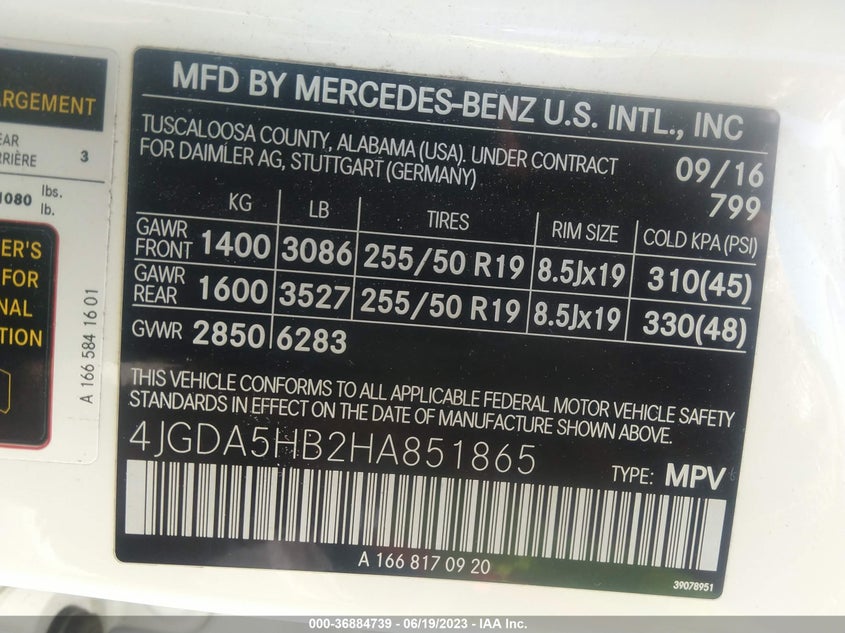 ARGEMENT
3
1080 lbs.
lb.
FOR
A 166 584 16 01
MFD BY MERCEDES-BENZ U.S. INTL., INC
TUSCALOOSA COUNTY, ALABAMA (USA). UNDER CONTRACT
FOR DAIMLER AG, STUTTGART (GERMANY)
09/16
799
KG LB TIRES RIM SIZE COLD KPA (PSI)
GAWR FRONT 1400 3086 255/50 R19 8.5Jx19 310(45)
GAWR REAR 1600 3527 255/50 R19 8.5Jx19 330(48)
GVWR 2850 6283
THIS VEHICLE CONFORMS TO ALL APPLICABLE FEDERAL MOTOR VEHICLE SAFETY
STANDARDS IN EFFECT ON THE DATE OF MANUFACTURE SHOWN ABOVE.
4JGDA5HB2HA851865
TYPE: MPV
A 166 817 09 20
39078951
000-36884739 - 06/19/2023 - IAA Inc.